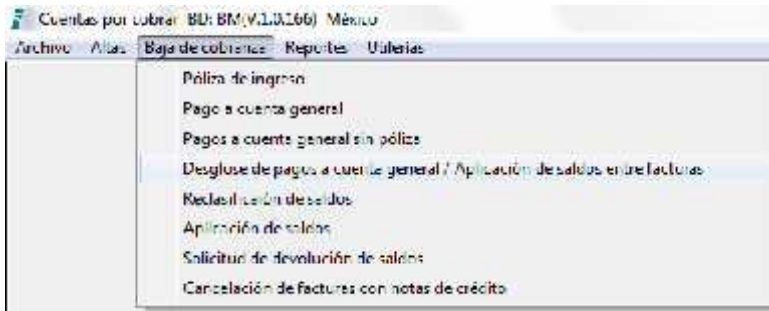 Cuentas por cobrar BD: BM(V.1.0.166) México
Archivo Altas Baja de cobranza Reportes Utilerias
Póliza de ingreso
Pago a cuenta general
Pagos a cuenta general sin póliza
Desglose de pagos a cuenta general / Aplicación de saldos entre facturas
Reclasificaión de saldos
Aplicación de saldos
Solicitud de devolución de saldos
Cancelación de facturas con notas de crédito